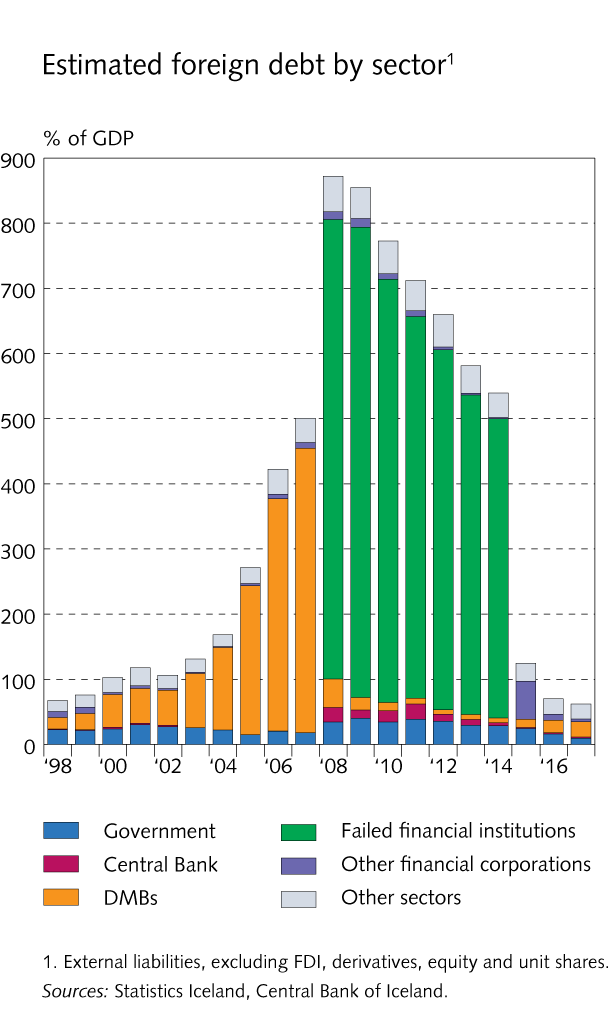 Estimated foreign debt by sector¹
% of GDP
900
800
700
600
500
400
300
200
100
0
‘98 ‘00 ‘02 ‘04 ‘06 ‘08 ‘10 ‘12 ‘14 ‘16
Government Failed financial institutions
Central Bank Other financial corporations
DMBs Other sectors
1. External liabilities, excluding FDI, derivatives, equity and unit shares.
Sources: Statistics Iceland, Central Bank of Iceland.